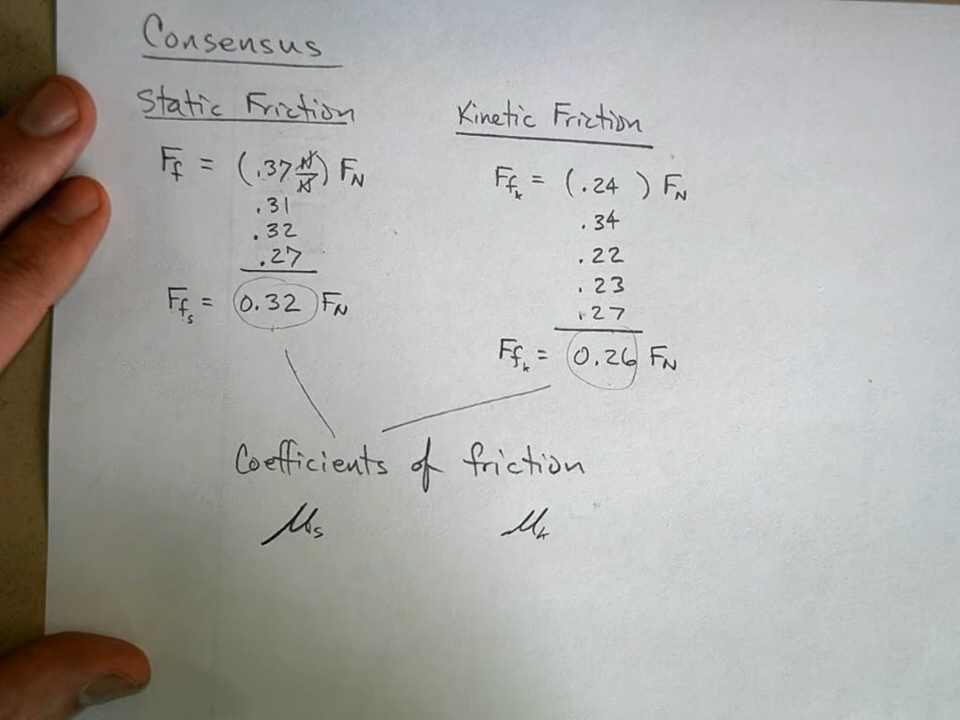 Consensus
Static Friction
Ff = (.37 N/N) FN
.31
.32
.27
Ffs = 0.32 FN
Kinetic Friction
Ffk = (.24 ) FN
.34
.22
.23
.27
Ffk = 0.26 FN
Coefficients of friction
μs μk